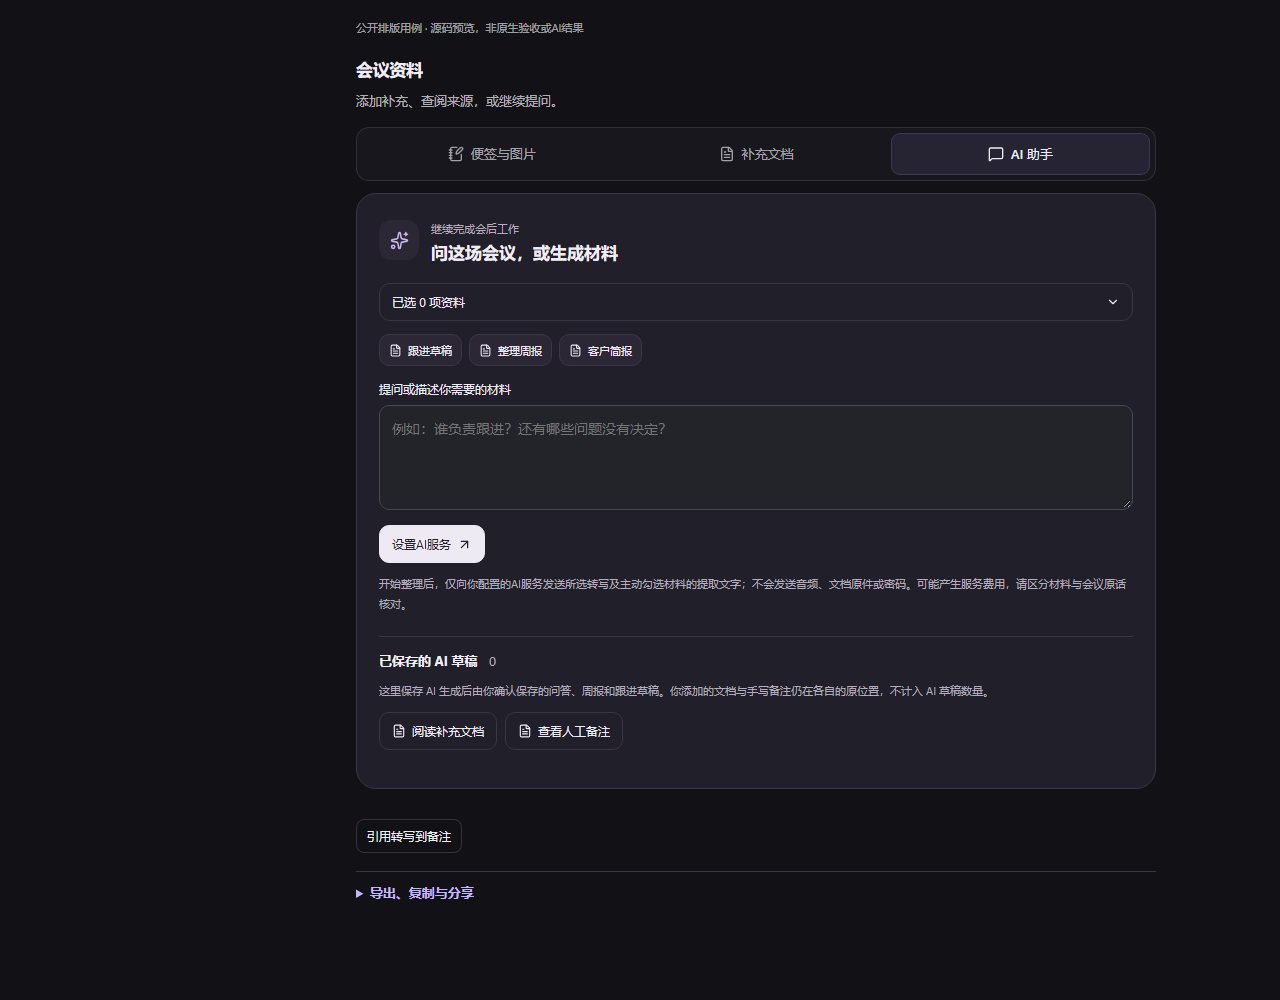 公开排版用例 · 源码预览，非原生验收或AI结果
会议资料
添加补充、查阅来源，或继续提问。
便签与图片
补充文档
AI 助手
继续完成会后工作
问这场会议，或生成材料
已选 0 项资料
跟进草稿
整理周报
客户简报
提问或描述你需要的材料
例如：谁负责跟进？还有哪些问题没有决定？
设置AI服务
开始整理后，仅向你配置的AI服务发送所选转写及主动勾选材料的提取文字；不会发送音频、文档原件或密码。可能产生服务费用，请区分材料与会议原话
核对。
已保存的 AI 草稿 0
这里保存 AI 生成后由你确认保存的问答、周报和跟进草稿。你添加的文档与手写备注仍在各自的原位置，不计入 AI 草稿数量。
阅读补充文档
查看人工备注
引用转写到备注
导出、复制与分享